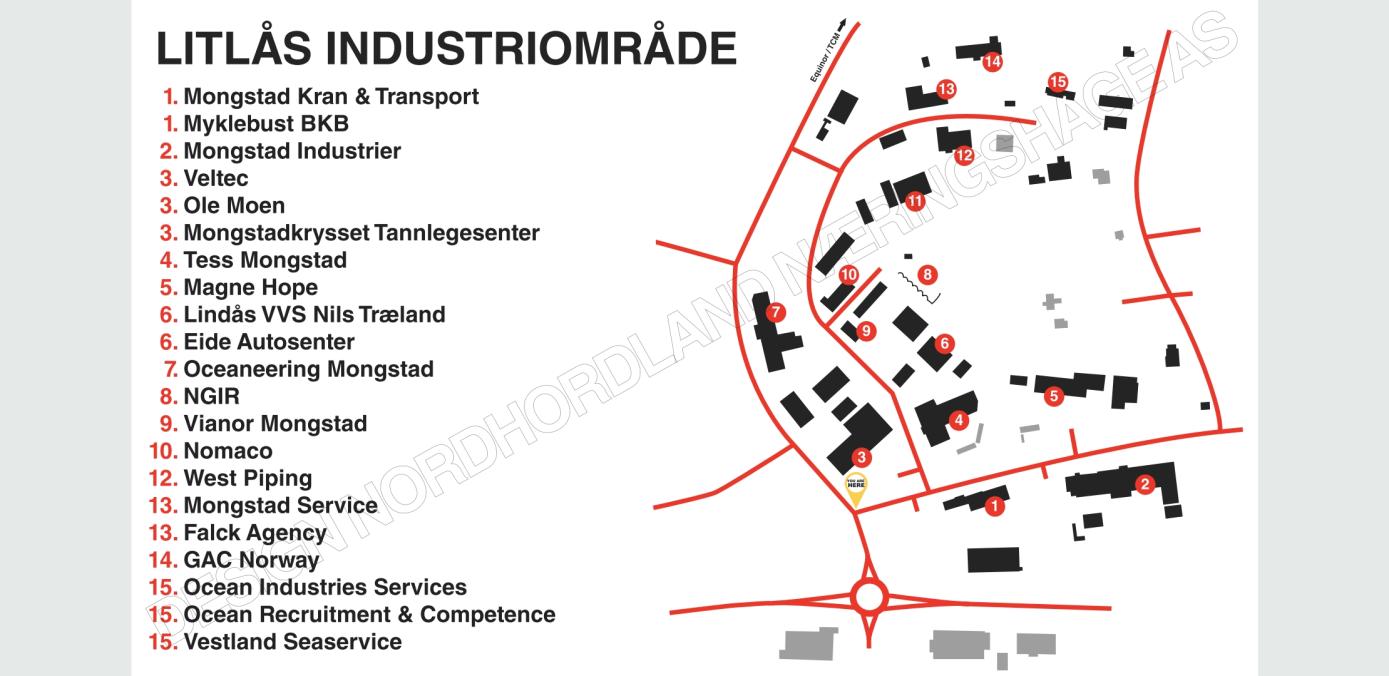 LITLÅS INDUSTRIOMRÅDE
1. Mongstad Kran & Transport
1. Myklebust BKB
2. Mongstad Industrier
3. Veltec
3. Ole Moen
3. Mongstadkrysset Tannlegesenter
4. Tess Mongstad
5. Magne Hope
6. Lindås VVS Nils Træland
6. Eide Autosenter
7. Oceaneering Mongstad
8. NGIR
9. Vianor Mongstad
10. Nomaco
12. West Piping
13. Mongstad Service
13. Falck Agency
14. GAC Norway
15. Ocean Industries Services
15. Ocean Recruitment & Competence
15. Vestland Seaservice
Equinor / TCM
14
15
13
12
11
10
8
7
9
6
5
4
3
YOU ARE
HERE
2
1
DESIGN NORDHORDLAND NÆRINGSHAGE AS